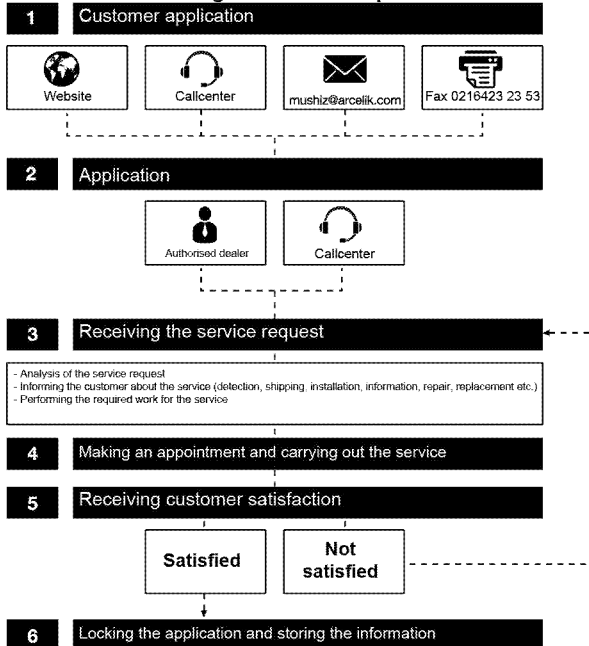 1 Customer application
Website
Callcenter
mushiz@arcelik.com
Fax 0216423 23 53
2 Application
Authorised dealer
Callcenter
3 Receiving the service request
- Analysis of the service request
- Informing the customer about the service (detection, shipping, installation, information, repair, replacement etc.)
- Performing the required work for the service
4 Making an appointment and carrying out the service
5 Receiving customer satisfaction
Satisfied
Not
satisfied
6 Locking the application and storing the information